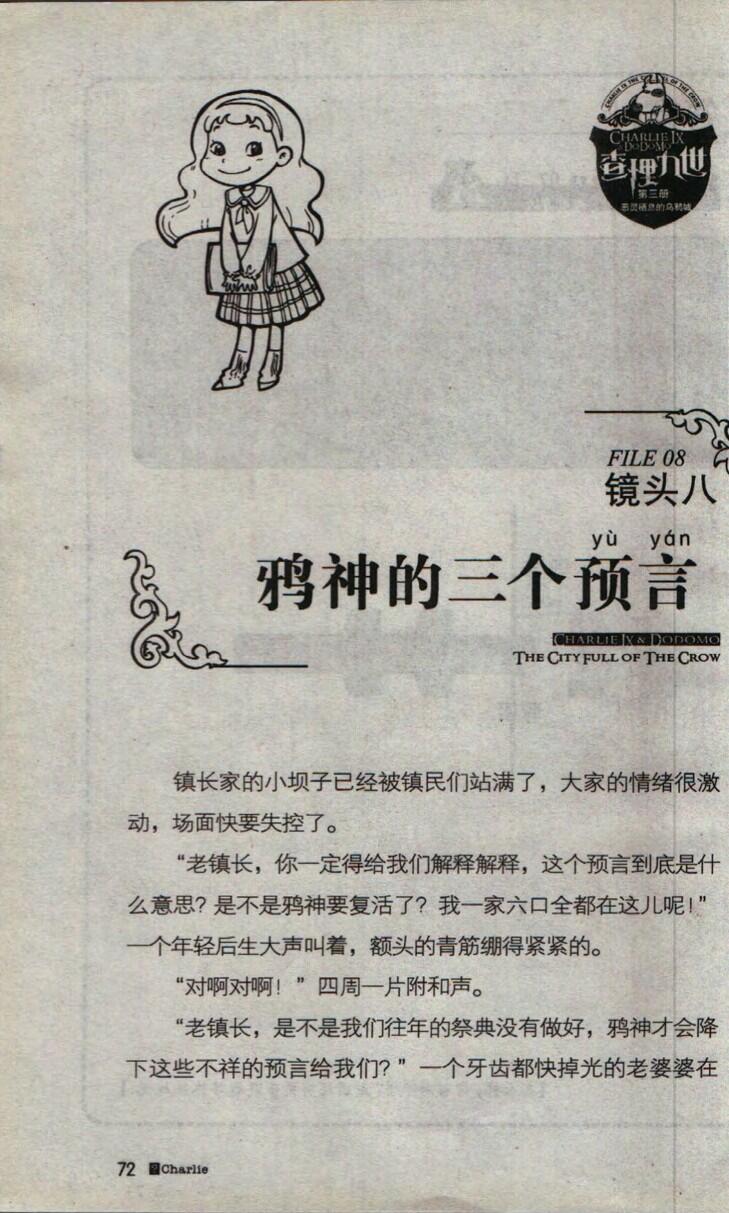 CHARLIE IX
& DODOMO
查理九世
第三册
恶灵栖息的乌鸦城
FILE 08
镜头八
yù yán
鸦神的三个预言
CHARLIE IX & DODOMO
THE CITY FULL OF THE CROW
镇长家的小坝子已经被镇民们站满了，大家的情绪很激
动，场面快要失控了。
“老镇长，你一定得给我们解释解释，这个预言到底是什
么意思？是不是鸦神要复活了？我一家六口全都在这儿呢！”
一个年轻后生大声叫着，额头的青筋绷得紧紧的。
“对啊对啊！”四周一片附和声。
“老镇长，是不是我们往年的祭典没有做好，鸦神才会降
下这些不祥的预言给我们？”一个牙齿都快掉光的老婆婆在
72 Charlie